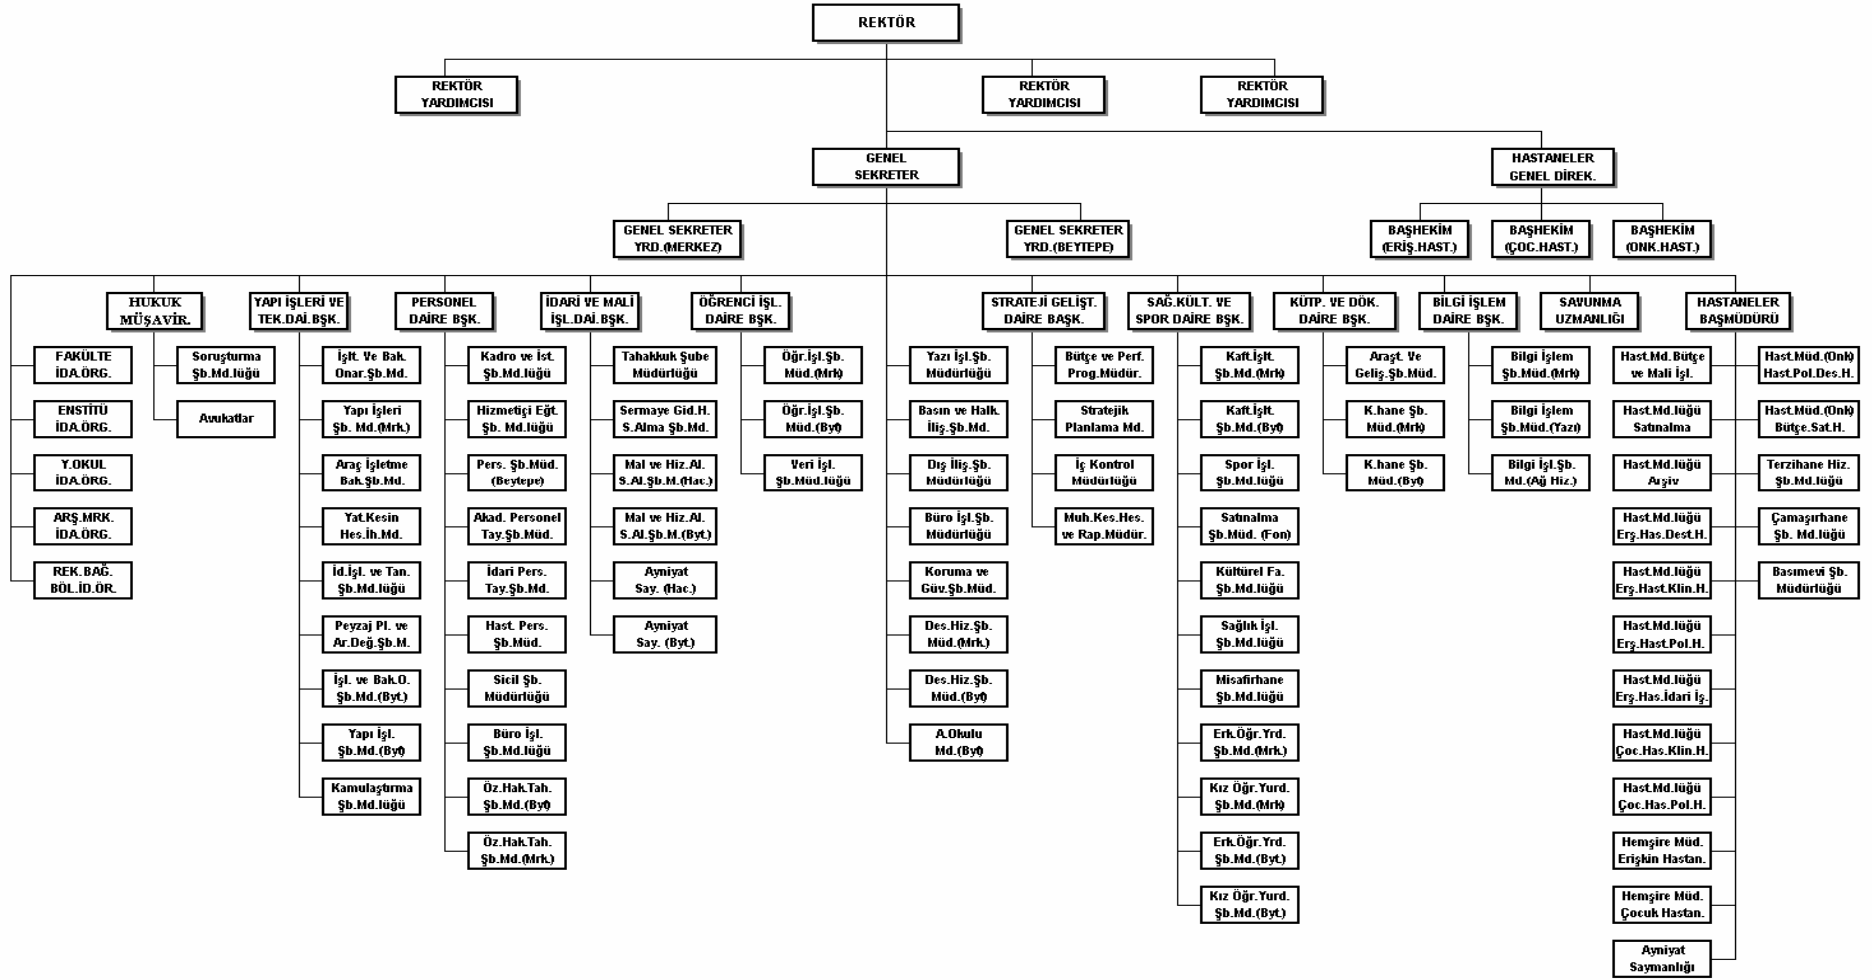 REKTÖR
REKTÖR
YARDIMCISI
REKTÖR
YARDIMCISI
REKTÖR
YARDIMCISI
GENEL
SEKRETER
HASTANELER
GENEL DİREK.
GENEL SEKRETER
YRD.(MERKEZ)
GENEL SEKRETER
YRD.(BEYTEPE)
BAŞHEKİM
(ERİŞ.HAST.)
BAŞHEKİM
(ÇOC.HAST.)
BAŞHEKİM
(ONK.HAST.)
HUKUK
MÜŞAVİR.
YAPI İŞLERİ VE
TEK.DAİ.BŞK.
PERSONEL
DAİRE BŞK.
İDARİ VE MALİ
İŞL.DAİ.BŞK.
ÖĞRENCİ İŞL.
DAİRE BŞK.
STRATEJİ GELİŞT.
DAİRE BAŞK.
SAĞ.KÜLT. VE
SPOR DAİRE BŞK.
KÜTP. VE DÖK.
DAİRE BŞK.
BİLGİ İŞLEM
DAİRE BŞK.
SAVUNMA
UZMANLIĞI
HASTANELER
BAŞMÜDÜRÜ
FAKÜLTE
İDA.ÖRG.
ENSTİTÜ
İDA.ÖRG.
Y.OKUL
İDA.ÖRG.
ARŞ.MRK.
İDA.ÖRG.
REK.BAĞ.
BÖL.İD.ÖR.
Soruşturma
Şb.Md.lüğü
Avukatlar
İşlt. Ve Bak.
Onar.Şb.Md.
Yapı İşleri
Şb. Md.(Mrk.)
Araç İşletme
Bak.Şb.Md.
Yat.Kesin
Hes.İh.Md.
İd.İşl. ve Tan.
Şb.Md.lüğü
Peyzaj Pl. ve
Ar.Değ.Şb.M.
İşl. ve Bak.O.
Şb.Md.(Byt.)
Yapı İşl.
Şb.Md.(Byt)
Kamulaştırma
Şb.Md.lüğü
Kadro ve İst.
Şb.Md.lüğü
Hizmetiçi Eğt.
Şb. Md.lüğü
Pers. Şb.Müd.
(Beytepe)
Akad. Personel
Tay.Şb.Müd.
İdari Pers.
Tay.Şb.Md.
Hast. Pers.
Şb.Müd.
Sicil Şb.
Müdürlüğü
Büro İşl.
Şb.Md.lüğü
Öz.Hak.Tah.
Şb.Md.(Byt)
Öz.Hak.Tah.
Şb.Md.(Mrk.)
Tahakkuk Şube
Müdürlüğü
Sermaye Gid.H.
S.Alma Şb.Md.
Mal ve Hiz.Al.
S.Al.Şb.M.(Hac.)
Mal ve Hiz.Al.
S.Al.Şb.M.(Byt.)
Ayniyat
Say. (Hac.)
Ayniyat
Say. (Byt.)
Öğr.İşl.Şb.
Müd.(Mrk)
Öğr.İşl.Şb.
Müd.(Byt)
Veri İşl.
Şb.Müd.lüğü
Yazı İşl.Şb.
Müdürlüğü
Basın ve Halk.
İliş.Şb.Md.
Dış İliş.Şb.
Müdürlüğü
Büro İşl.Şb.
Müdürlüğü
Koruma ve
Güv.Şb.Müd.
Des.Hiz.Şb.
Müd.(Mrk.)
Des.Hiz.Şb.
Müd.(Byt)
A.Okulu
Md.(Byt)
Bütçe ve Perf.
Prog.Müdür.
Stratejik
Planlama Md.
İç Kontrol
Müdürlüğü
Muh.Kes.Hes.
ve Rap.Müdür.
Kaft.İşlt.
Şb.Md.(Mrk)
Kaft.İşlt.
Şb.Md.(Byt)
Spor İşl.
Şb.Md.lüğü
Satınalma
Şb.Müd. (Fon)
Kültürel Fa.
Şb.Md.lüğü
Sağlık İşl.
Şb.Md.lüğü
Misafirhane
Şb.Md.lüğü
Erk.Öğr.Yrd.
Şb.Md.(Mrk.)
Kız Öğr.Yurd.
Şb.Md.(Mrk)
Erk.Öğr.Yrd.
Şb.Md.(Byt.)
Kız Öğr.Yurd.
Şb.Md.(Byt.)
Araşt. Ve
Geliş.Şb.Müd.
K.hane Şb.
Müd.(Mrk)
K.hane Şb.
Müd.(Byt)
Bilgi İşlem
Şb.Müd.(Mrk)
Bilgi İşlem
Şb.Müd.(Yazı)
Bilgi İşl.Şb.
Md.(Ağ Hiz.)
Hast.Md.Bütçe
ve Mali İşl.
Hast.Md.lüğü
Satınalma
Hast.Md.lüğü
Arşiv
Hast.Md.lüğü
Erş.Has.Dest.H.
Hast.Md.lüğü
Erş.Hast.Klin.H.
Hast.Md.lüğü
Erş.Hast.Pol.H.
Hast.Md.lüğü
Erş.Has.İdari İş.
Hast.Md.lüğü
Çoc.Has.Klin.H.
Hast.Md.lüğü
Çoc.Has.Pol.H.
Hemşire Müd.
Erişkin Hastan.
Hemşire Müd.
Çocuk Hastan.
Ayniyat
Saymanlığı
Hast.Müd.(Onk)
Hast.Pol.Des.H.
Hast.Müd.(Onk)
Bütçe.Sat.H.
Terzihane Hiz.
Şb.Md.lüğü
Çamaşırhane
Şb. Md.lüğü
Basımevi Şb.
Müdürlüğü